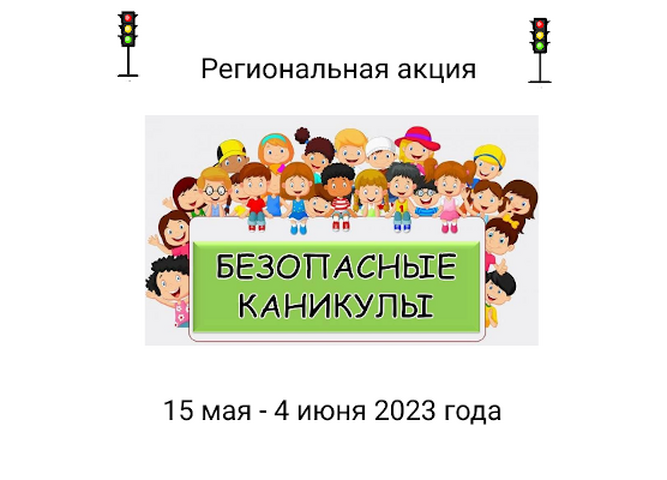 Региональная акция
БЕЗОПАСНЫЕ
КАНИКУЛЫ
15 мая - 4 июня 2023 года